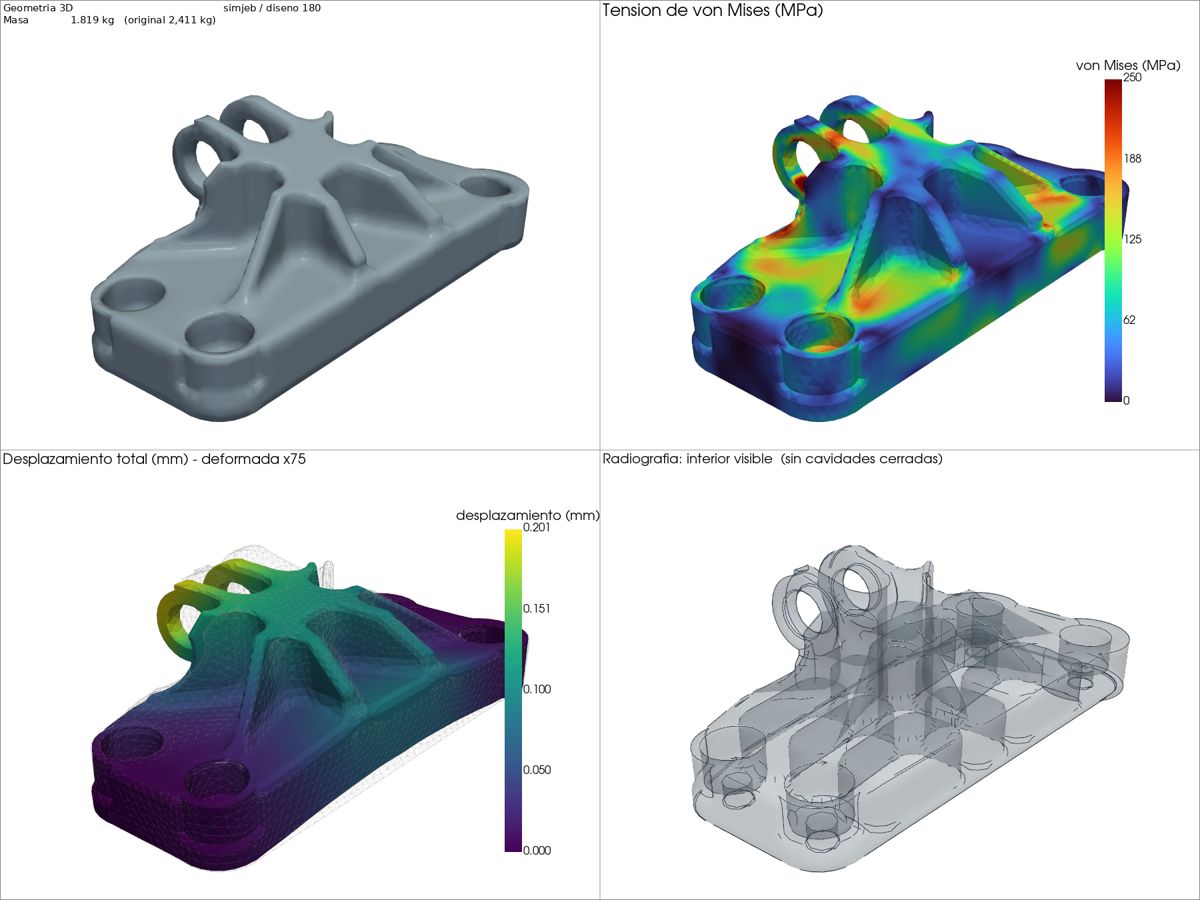 Geometria 3D simjeb / diseno 180
Masa 1.819 kg (original 2,411 kg)
Tension de von Mises (MPa)
von Mises (MPa)
250
188
125
62
0
Desplazamiento total (mm) - deformada x75
desplazamiento (mm)
0.201
0.151
0.100
0.050
0.000
Radiografia: interior visible (sin cavidades cerradas)